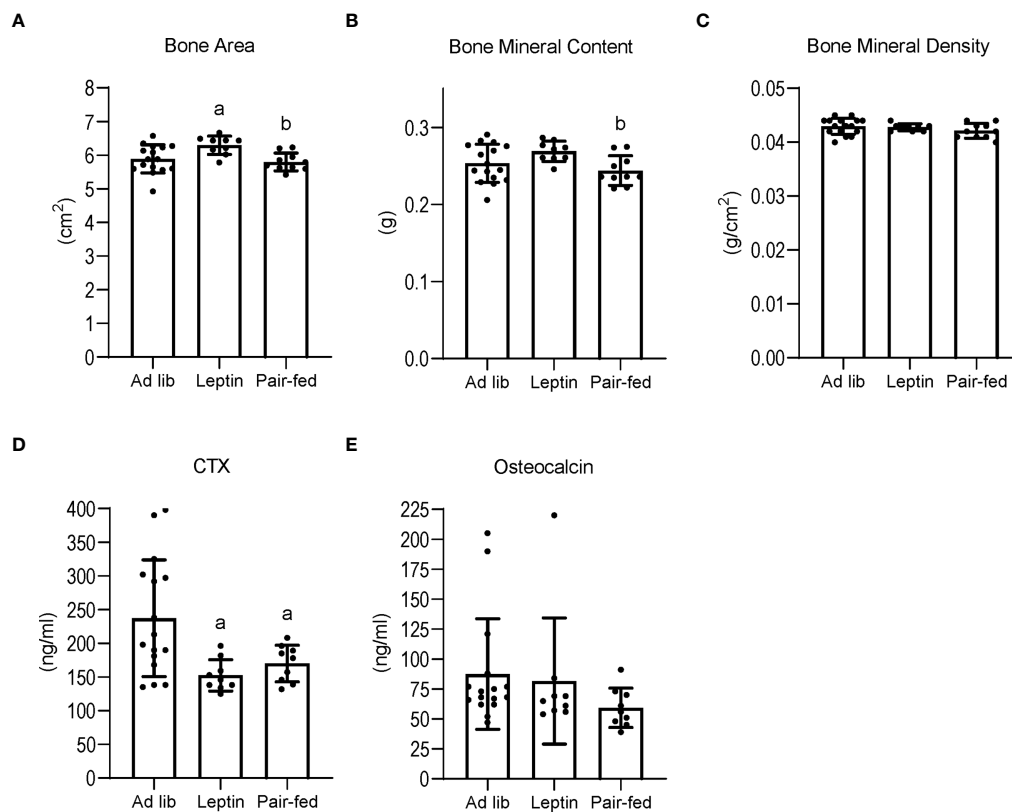 A
Bone Area
(cm²)
8
7
6
5
4
3
2
1
0
a
b
Ad lib
Leptin
Pair-fed
B
Bone Mineral Content
(g)
0.3
0.2
0.1
0.0
b
Ad lib
Leptin
Pair-fed
C
Bone Mineral Density
(g/cm²)
0.05
0.04
0.03
0.02
0.01
0.00
Ad lib
Leptin
Pair-fed
D
CTX
(ng/ml)
400
350
300
250
200
150
100
50
0
a
a
Ad lib
Leptin
Pair-fed
E
Osteocalcin
(ng/ml)
225
200
175
150
125
100
75
50
25
0
Ad lib
Leptin
Pair-fed